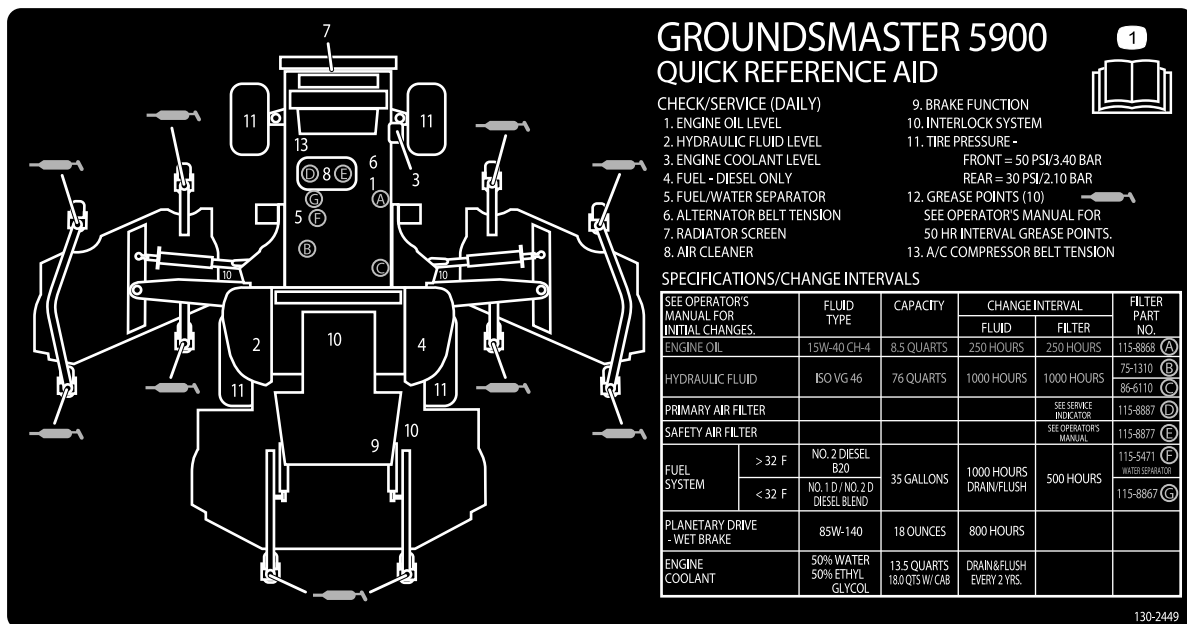 GROUNDSMASTER 5900
QUICK REFERENCE AID
1
CHECK/SERVICE (DAILY)
1. ENGINE OIL LEVEL
2. HYDRAULIC FLUID LEVEL
3. ENGINE COOLANT LEVEL
4. FUEL - DIESEL ONLY
5. FUEL/WATER SEPARATOR
6. ALTERNATOR BELT TENSION
7. RADIATOR SCREEN
8. AIR CLEANER
9. BRAKE FUNCTION
10. INTERLOCK SYSTEM
11. TIRE PRESSURE -
FRONT = 50 PSI/3.40 BAR
REAR = 30 PSI/2.10 BAR
12. GREASE POINTS (10)
SEE OPERATOR'S MANUAL FOR
50 HR INTERVAL GREASE POINTS.
13. A/C COMPRESSOR BELT TENSION
SPECIFICATIONS/CHANGE INTERVALS
SEE OPERATOR'S
MANUAL FOR
INITIAL CHANGES.
FLUID
TYPE
CAPACITY
CHANGE INTERVAL
FLUID
FILTER
FILTER
PART
NO.
ENGINE OIL 15W-40 CH-4 8.5 QUARTS 250 HOURS 250 HOURS 115-8868 A
HYDRAULIC FLUID ISO VG 46 76 QUARTS 1000 HOURS 1000 HOURS 75-1310 B
86-6110 C
PRIMARY AIR FILTER SEE SERVICE
INDICATOR 115-8887 D
SAFETY AIR FILTER SEE OPERATOR'S
MANUAL 115-8877 E
FUEL
SYSTEM
> 32 F
NO. 2 DIESEL
B20
< 32 F
NO. 1 D / NO. 2 D
DIESEL BLEND
35 GALLONS
1000 HOURS
DRAIN/FLUSH
500 HOURS
115-5471 F
WATER SEPARATOR
115-8867 G
PLANETARY DRIVE
- WET BRAKE
85W-140
18 OUNCES
800 HOURS
ENGINE
COOLANT
50% WATER
50% ETHYL
GLYCOL
13.5 QUARTS
18.0 QTS W/ CAB
DRAIN&FLUSH
EVERY 2 YRS.
130-2449
7
11
11
13
6
D 8 E
3
1
G
A
5 F
B
C
10
10
2
10
4
11
11
10
9